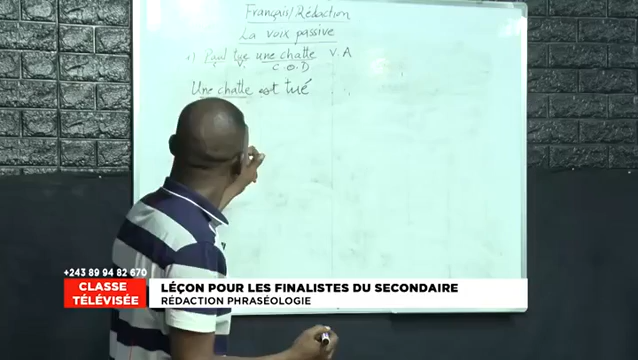 Français/Rédaction
La voix passive
1) Paul tue une chatte V. A
C. O. D
Une chatte est tué
+243 89 94 82 670
CLASSE
TÉLÉVISÉE
LÉÇON POUR LES FINALISTES DU SECONDAIRE
RÉDACTION PHRASÉOLOGIE